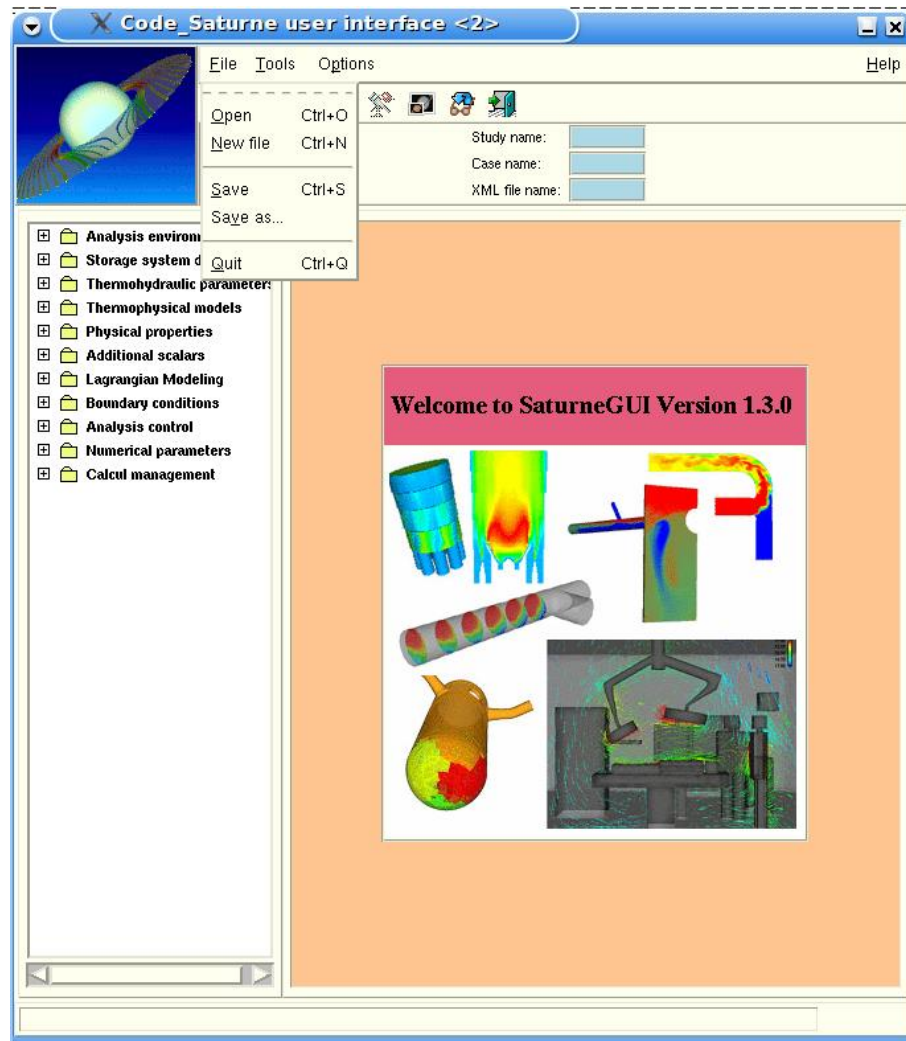 Code_Saturne user interface <2>
File Tools Options Help
Open Ctrl+O
New file Ctrl+N
Save Ctrl+S
Save as...
Quit Ctrl+Q
Study name:
Case name:
XML file name:
Analysis environm
Storage system d
Thermohydraulic parameters
Thermophysical models
Physical properties
Additional scalars
Lagrangian Modeling
Boundary conditions
Analysis control
Numerical parameters
Calcul management
Welcome to SaturneGUI Version 1.3.0